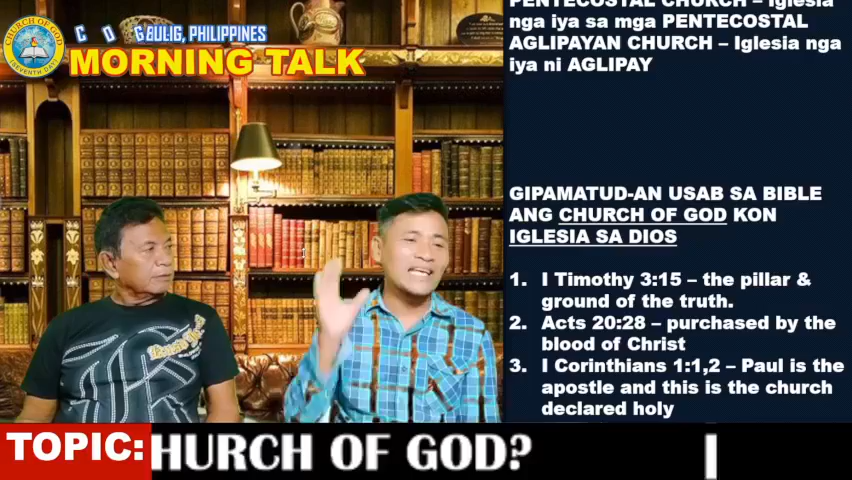 CHURCH OF GOD
(SEVENTH DAY)
C O G
GULIG, PHILIPPINES
MORNING TALK
PENTECOSTAL CHURCH – Iglesia
nga iya sa mga PENTECOSTAL
AGLIPAYAN CHURCH – Iglesia nga
iya ni AGLIPAY
GIPAMATUD-AN USAB SA BIBLE
ANG CHURCH OF GOD KON
IGLESIA SA DIOS
1. I Timothy 3:15 – the pillar &
ground of the truth.
2. Acts 20:28 – purchased by the
blood of Christ
3. I Corinthians 1:1,2 – Paul is the
apostle and this is the church
declared holy
TOPIC: HURCH OF GOD?